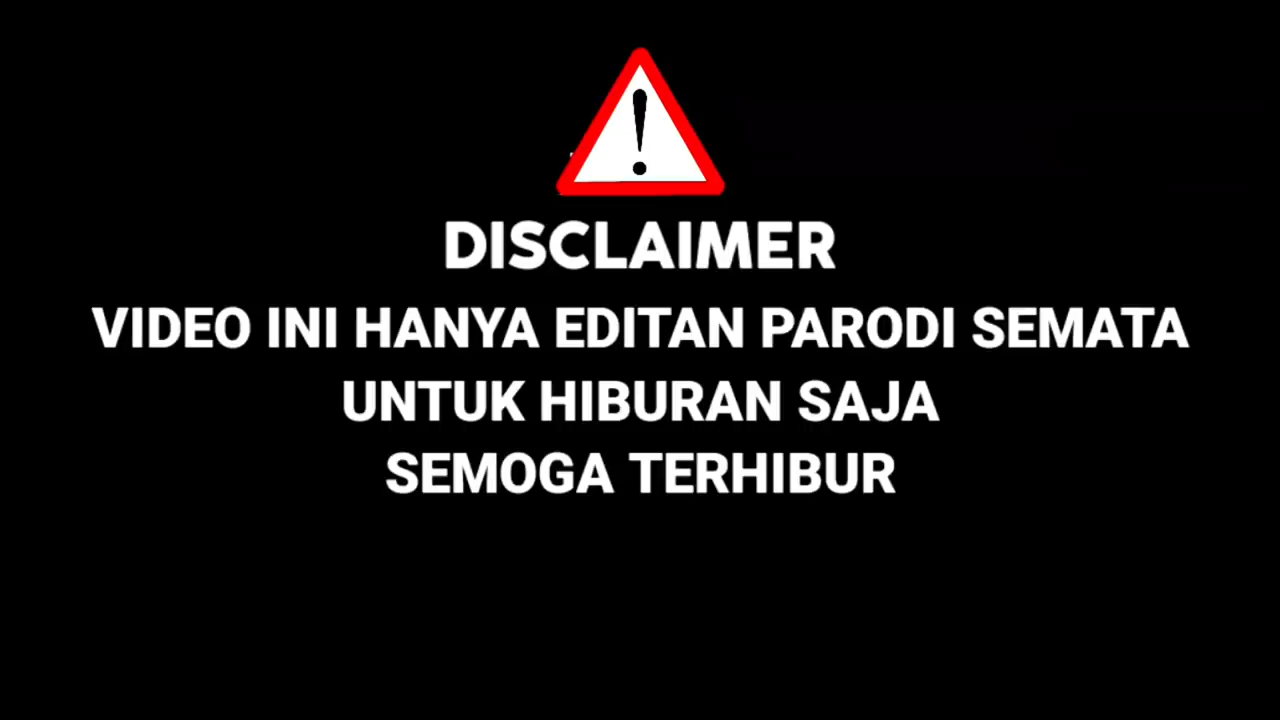 DISCLAIMER
VIDEO INI HANYA EDITAN PARODI SEMATA
UNTUK HIBURAN SAJA
SEMOGA TERHIBUR